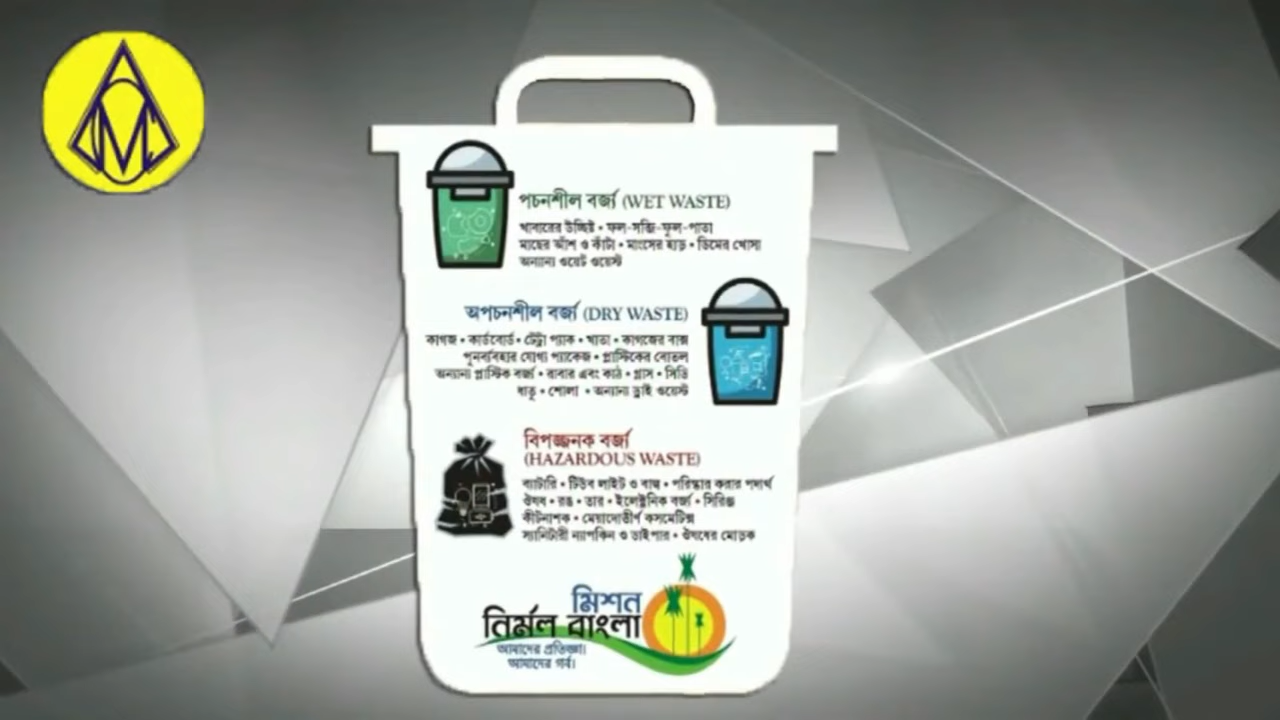 পচনশীল বর্জ্য (WET WASTE)
খাবারের উচ্ছিষ্ট • ফল-সব্জি-ফুল-পাতা
মাছের আঁশ ও কাঁটা • মাংসের হাড় • ডিমের খোসা
অন্যান্য ওয়েট ওয়েস্ট
অপচনশীল বর্জ্য (DRY WASTE)
কাগজ • কার্ডবোর্ড • টেট্রা প্যাক • খাতা • কাগজের বাক্স
পুনর্ব্যবহার যোগ্য প্যাকেজ • প্লাস্টিকের বোতল
অন্যান্য প্লাস্টিক বর্জ্য • রাবার এবং কাঠ • গ্লাস • সিডি
ধাতু • শোলা • অন্যান্য ড্রাই ওয়েস্ট
বিপজ্জনক বর্জ্য
(HAZARDOUS WASTE)
ব্যাটারি • টিউব লাইট ও বাল্ব • পরিষ্কার করার পদার্থ
ঔষধ • রঙ • তার • ইলেক্ট্রনিক বর্জ্য • সিরিঞ্জ
কীটনাশক • মেয়াদোত্তীর্ণ কসমেটিক্স
স্যানিটারী ন্যাপকিন ও ডাইপার • ঔষধের মোড়ক
মিশন
নির্মল বাংলা
আমাদের প্রতিজ্ঞা।
আমাদের গর্ব।